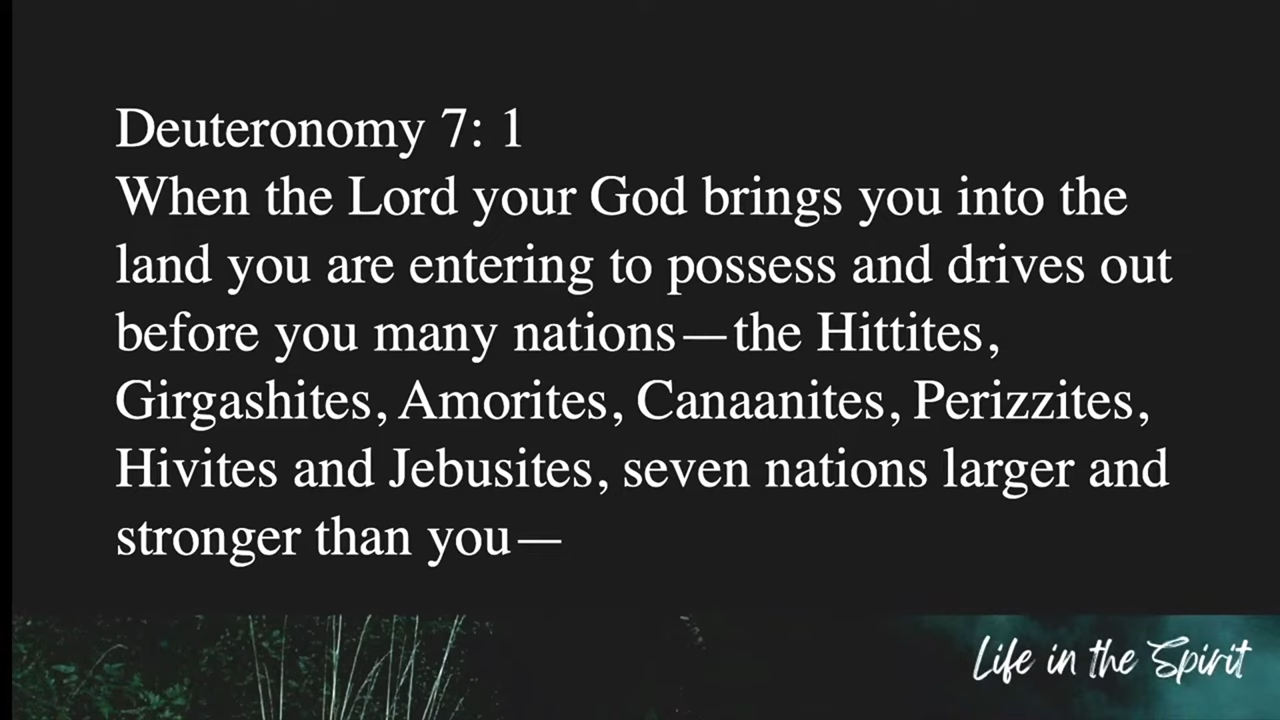 Deuteronomy 7: 1
When the Lord your God brings you into the
land you are entering to possess and drives out
before you many nations—the Hittites,
Girgashites, Amorites, Canaanites, Perizzites,
Hivites and Jebusites, seven nations larger and
stronger than you—
Life in the Spirit